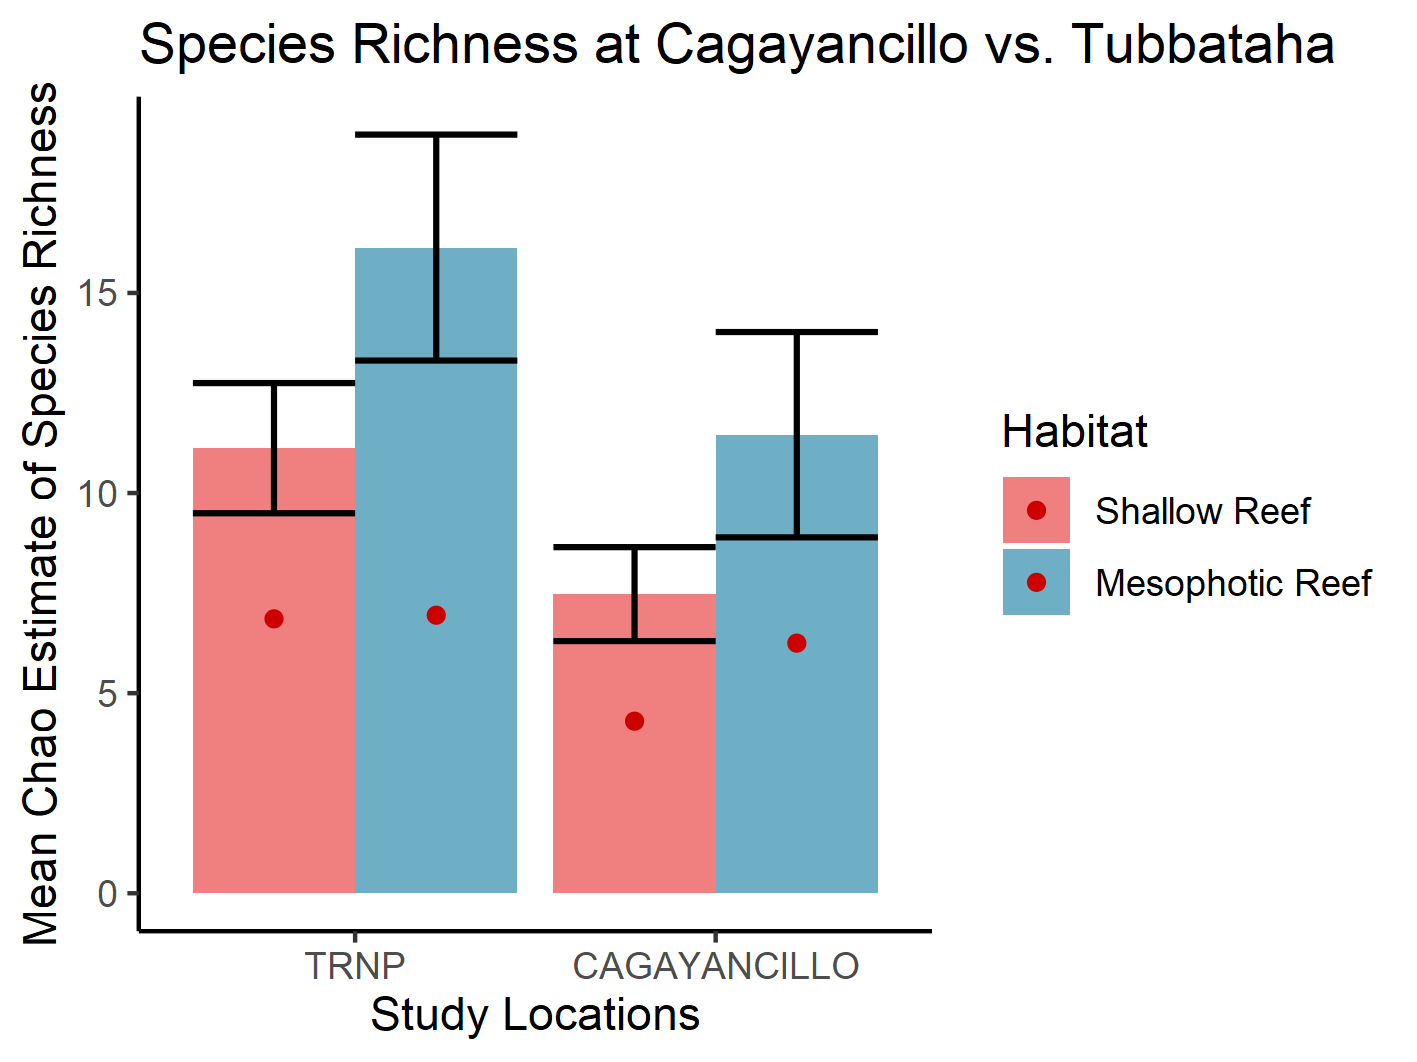 Species Richness at Cagayancillo vs. Tubbataha
Mean Chao Estimate of Species Richness
15
10
5
0
TRNP CAGAYANCILLO
Study Locations
Habitat
Shallow Reef
Mesophotic Reef